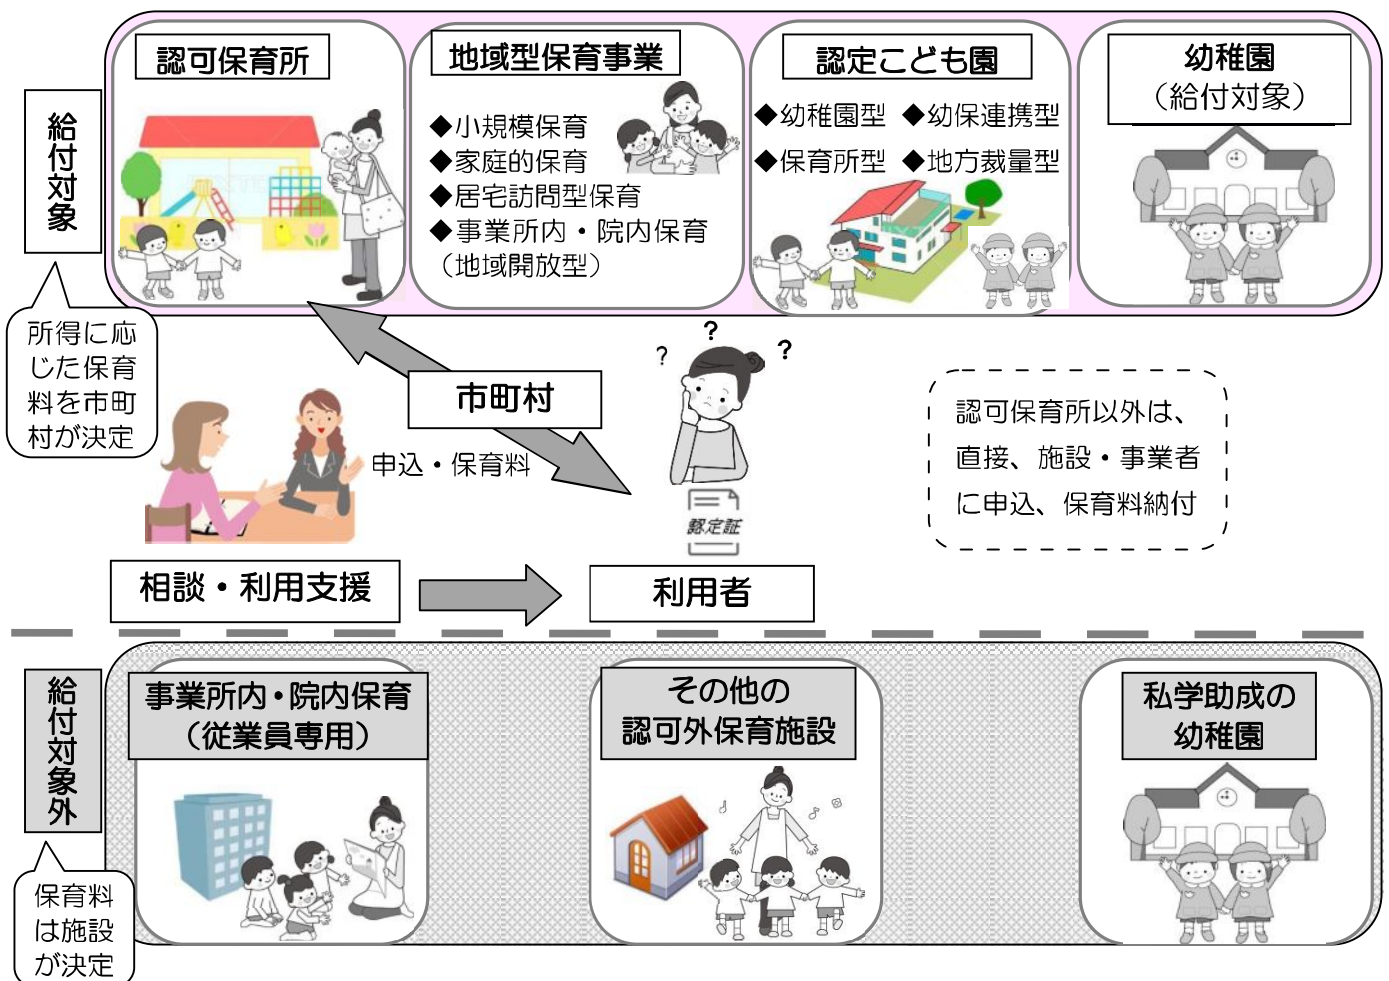 給付対象
所得に応
じた保育
料を市町
村が決定
認可保育所
地域型保育事業
◆小規模保育
◆家庭的保育
◆居宅訪問型保育
◆事業所内・院内保育
（地域開放型）
認定こども園
◆幼稚園型 ◆幼保連携型
◆保育所型 ◆地方裁量型
幼稚園
（給付対象）
市町村
申込・保育料
? ? ?
認定証
認可保育所以外は、
直接、施設・事業者
に申込、保育料納付
相談・利用支援
利用者
給付対象外
保育料
は施設
が決定
事業所内・院内保育
（従業員専用）
その他の
認可外保育施設
私学助成の
幼稚園